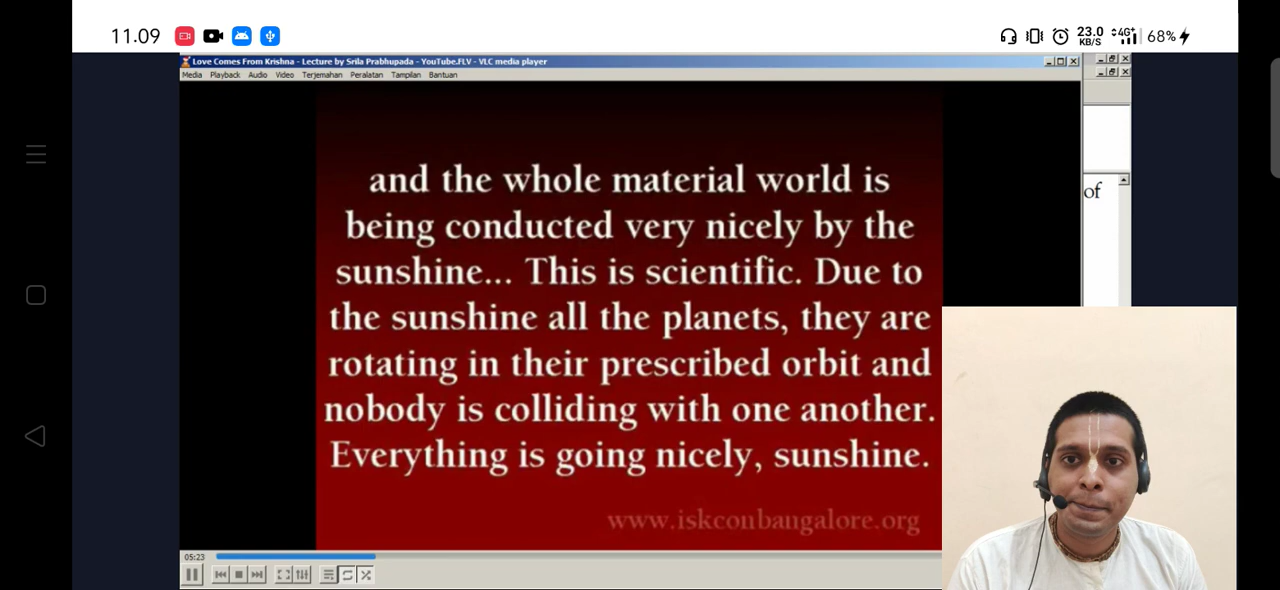 11.09
23.0
KB/S
4G+
68%
Love Comes From Krishna - Lecture by Srila Prabhupada - YouTube.FLV - VLC media player
Media Playback Audio Video Terjemahan Peralatan Tampilan Bantuan
and the whole material world is
being conducted very nicely by the
sunshine... This is scientific. Due to
the sunshine all the planets, they are
rotating in their prescribed orbit and
nobody is colliding with one another.
Everything is going nicely, sunshine.
of
www.iskconbangalore.org
05:23